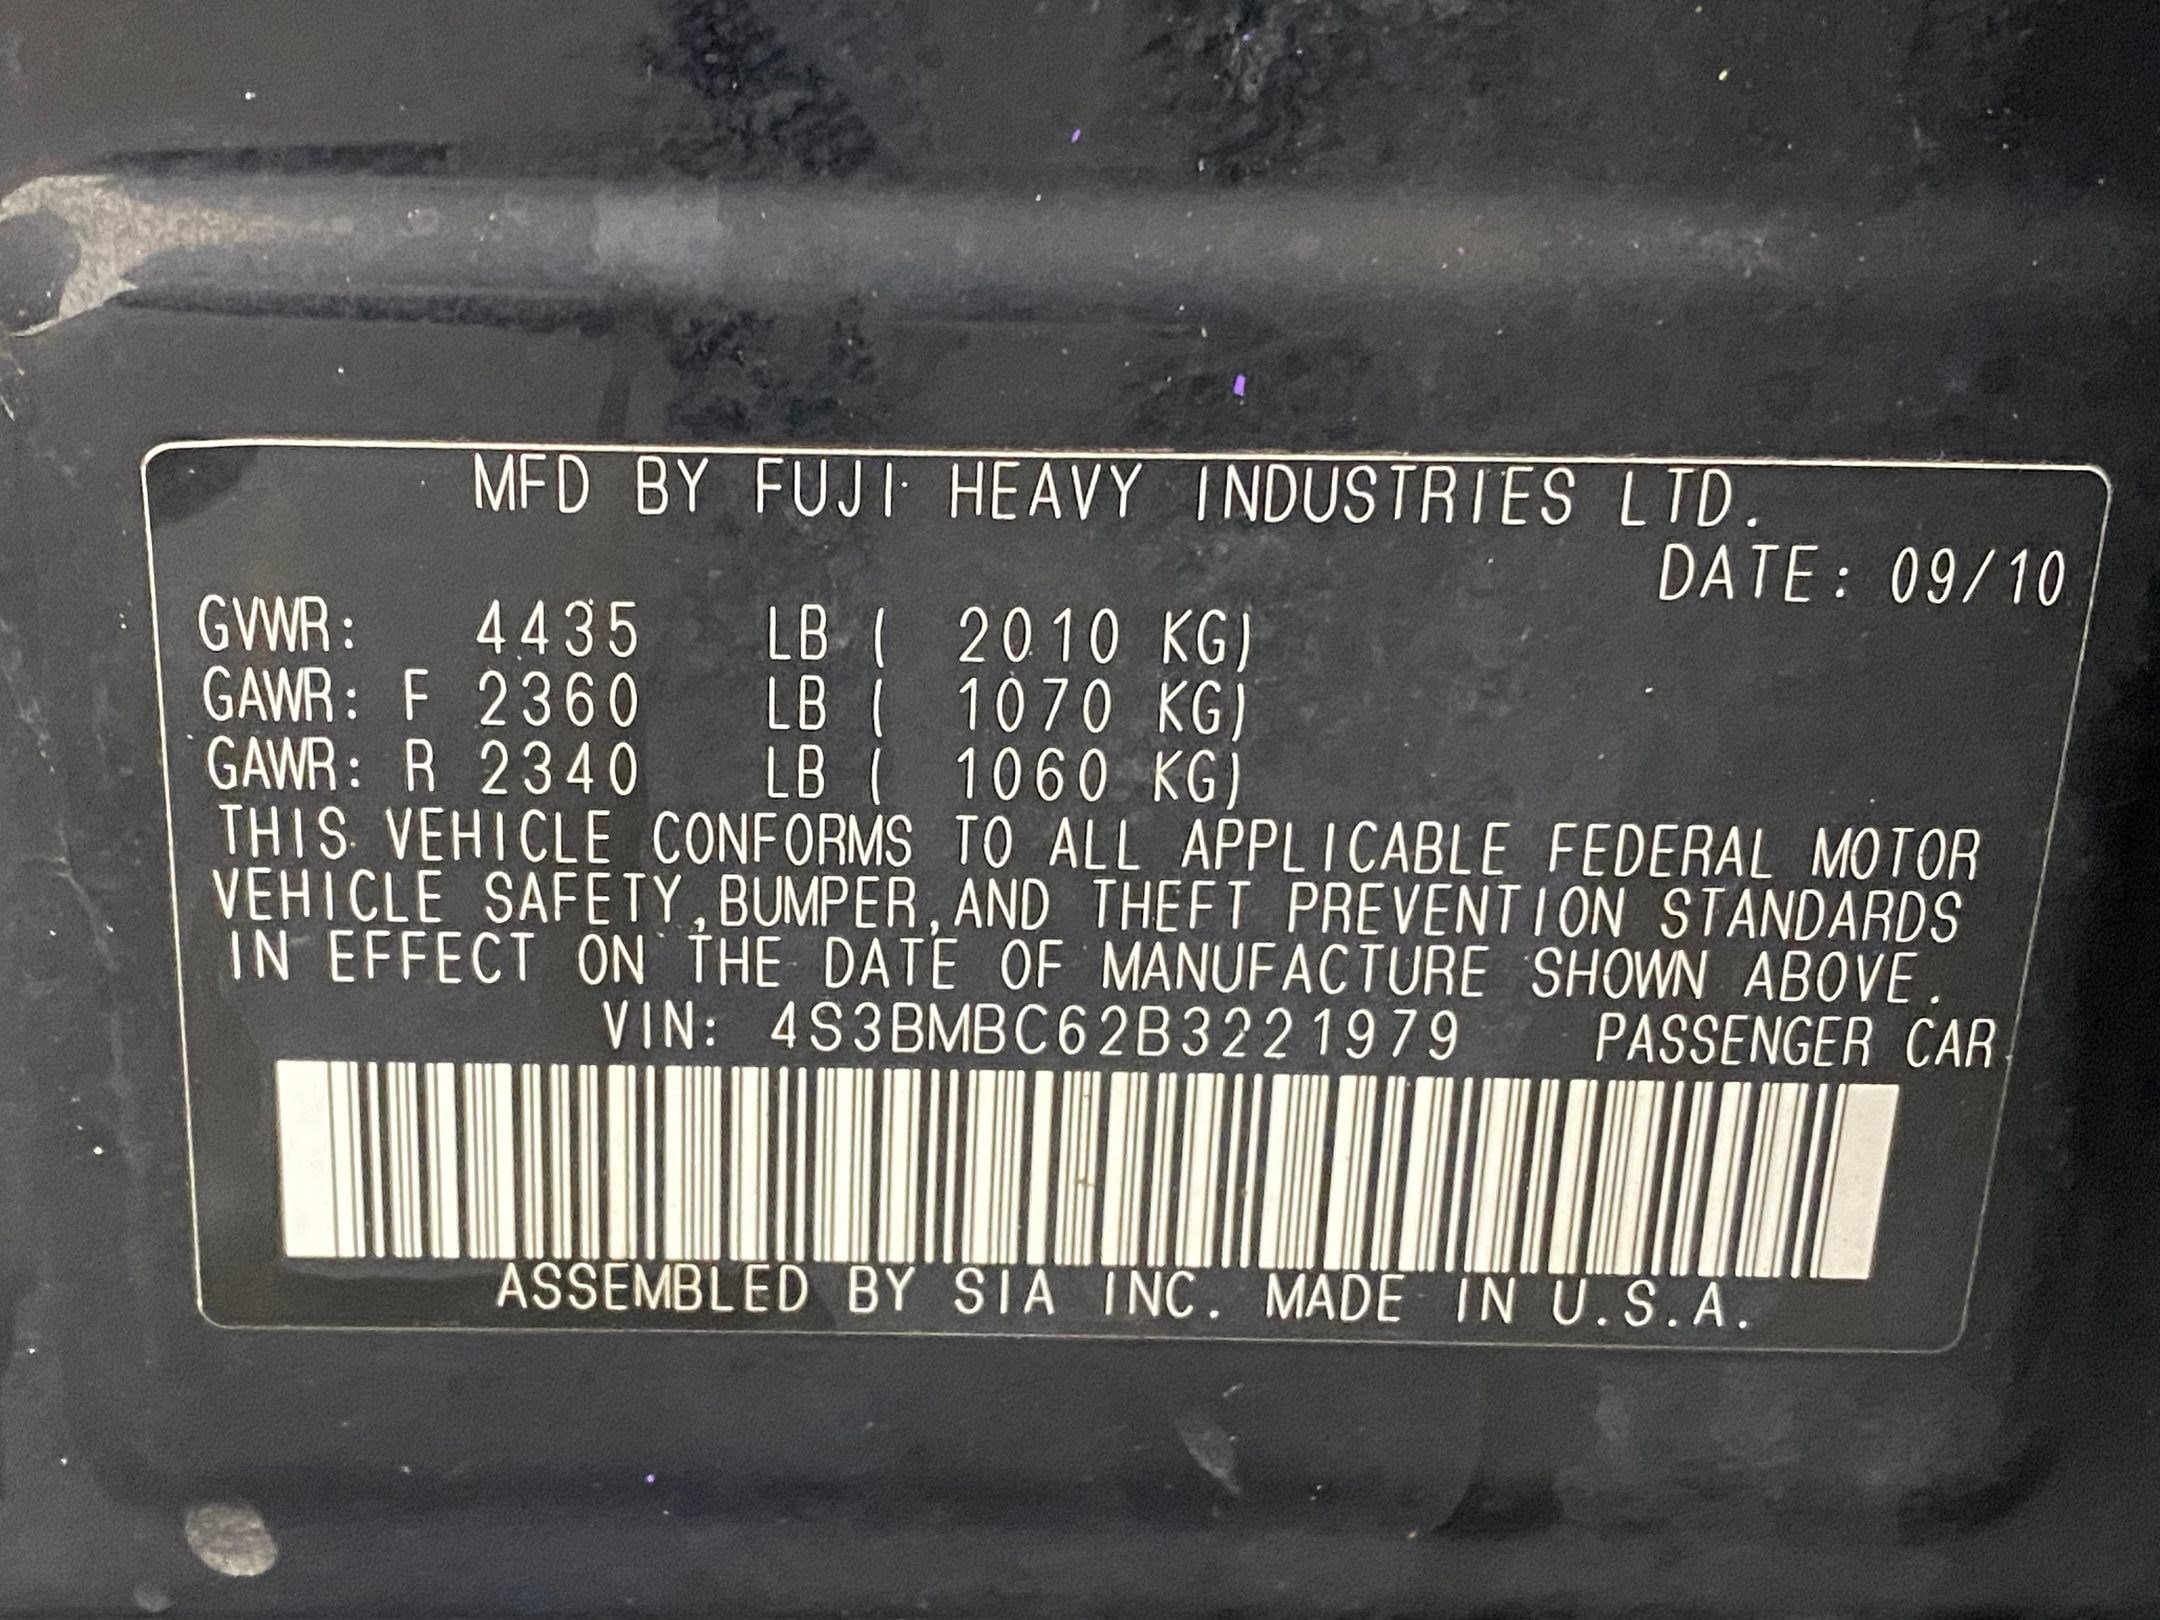 MFD BY FUJI HEAVY INDUSTRIES LTD.
DATE: 09/10
GVWR: 4435 LB ( 2010 KG)
GAWR: F 2360 LB ( 1070 KG)
GAWR: R 2340 LB ( 1060 KG)
THIS VEHICLE CONFORMS TO ALL APPLICABLE FEDERAL MOTOR
VEHICLE SAFETY,BUMPER,AND THEFT PREVENTION STANDARDS
IN EFFECT ON THE DATE OF MANUFACTURE SHOWN ABOVE.
VIN: 4S3BMBC62B3221979 PASSENGER CAR
ASSEMBLED BY SIA INC. MADE IN U.S.A.